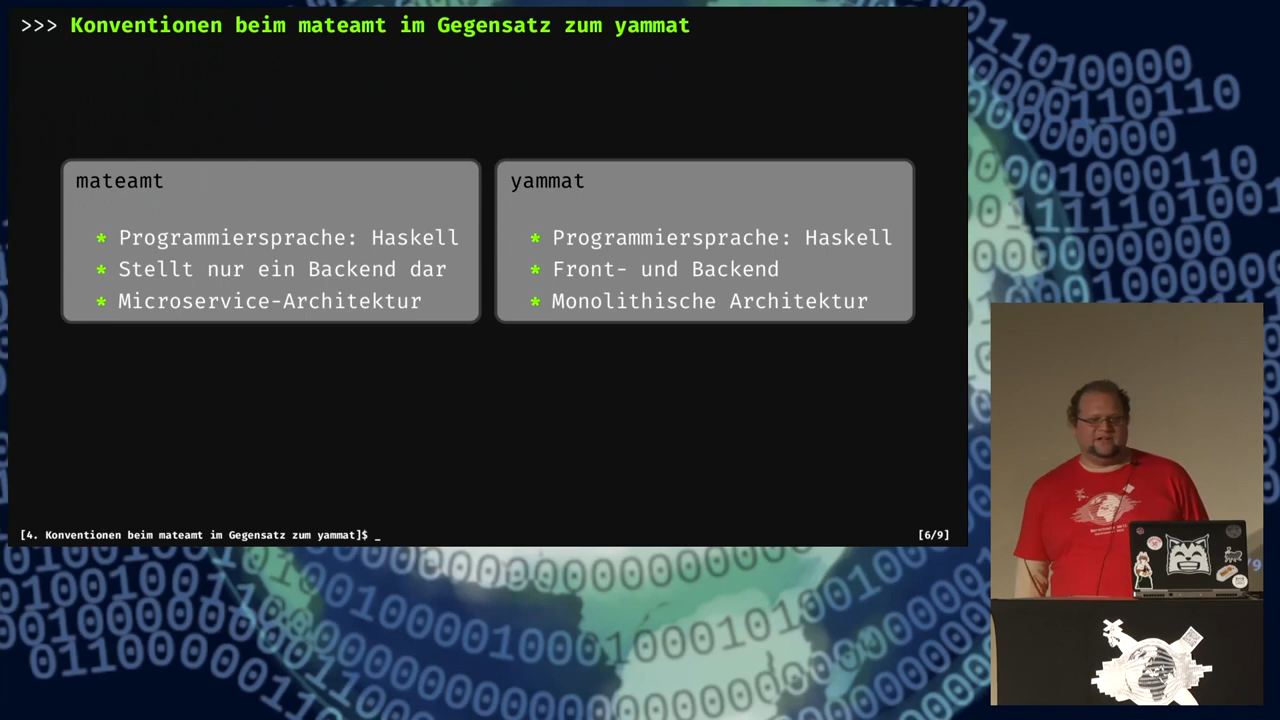 >>> Konventionen beim mateamt im Gegensatz zum yammat
mateamt
* Programmiersprache: Haskell
* Stellt nur ein Backend dar
* Microservice-Architektur
yammat
* Programmiersprache: Haskell
* Front- und Backend
* Monolithische Architektur
[4. Konventionen beim mateamt im Gegensatz zum yammat]$ _
[6/9]